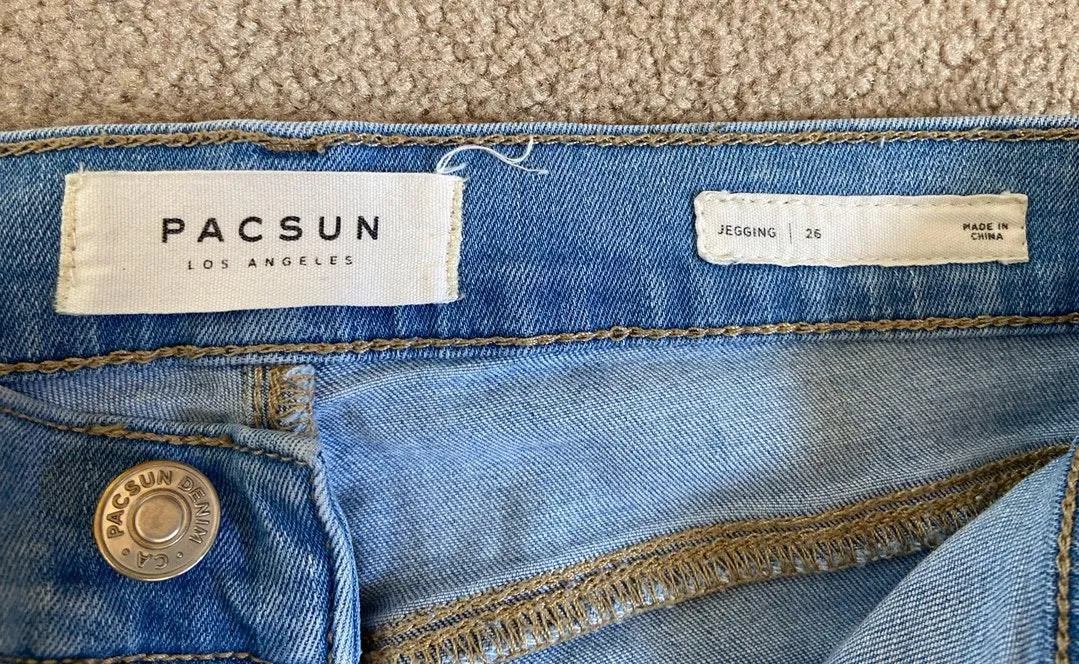 PACSUN
LOS ANGELES
JEGGING | 26
MADE IN
CHINA
PACSUN DENIM
• CA •